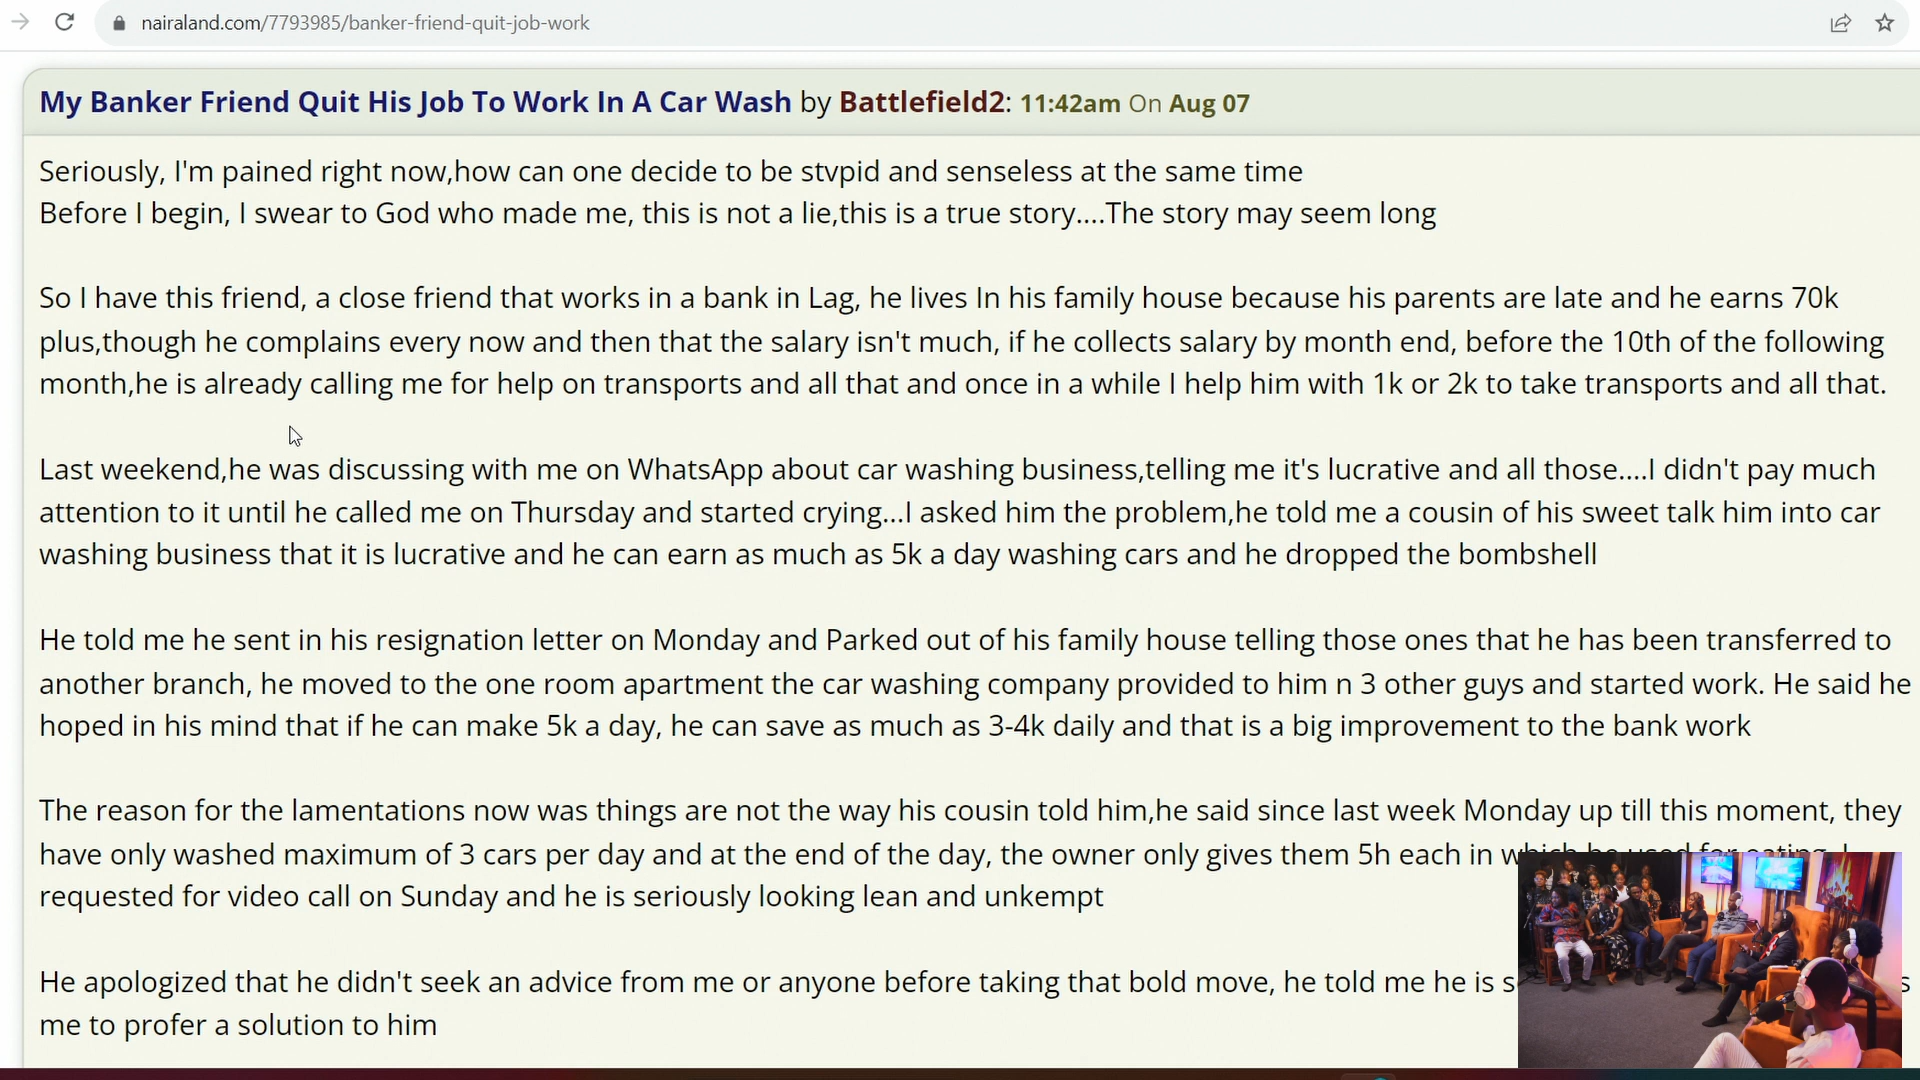 nairaland.com/7793985/banker-friend-quit-job-work
My Banker Friend Quit His Job To Work In A Car Wash by Battlefield2: 11:42am On Aug 07
Seriously, I'm pained right now,how can one decide to be stvpid and senseless at the same time
Before I begin, I swear to God who made me, this is not a lie,this is a true story....The story may seem long
So I have this friend, a close friend that works in a bank in Lag, he lives In his family house because his parents are late and he earns 70k
plus,though he complains every now and then that the salary isn't much, if he collects salary by month end, before the 10th of the following
month,he is already calling me for help on transports and all that and once in a while I help him with 1k or 2k to take transports and all that.
Last weekend,he was discussing with me on WhatsApp about car washing business,telling me it's lucrative and all those....I didn't pay much
attention to it until he called me on Thursday and started crying...I asked him the problem,he told me a cousin of his sweet talk him into car
washing business that it is lucrative and he can earn as much as 5k a day washing cars and he dropped the bombshell
He told me he sent in his resignation letter on Monday and Parked out of his family house telling those ones that he has been transferred to
another branch, he moved to the one room apartment the car washing company provided to him n 3 other guys and started work. He said he
hoped in his mind that if he can make 5k a day, he can save as much as 3-4k daily and that is a big improvement to the bank work
The reason for the lamentations now was things are not the way his cousin told him,he said since last week Monday up till this moment, they
have only washed maximum of 3 cars per day and at the end of the day, the owner only gives them 5h each in which he used for eating. I
requested for video call on Sunday and he is seriously looking lean and unkempt
He apologized that he didn't seek an advice from me or anyone before taking that bold move, he told me he is
me to profer a solution to him